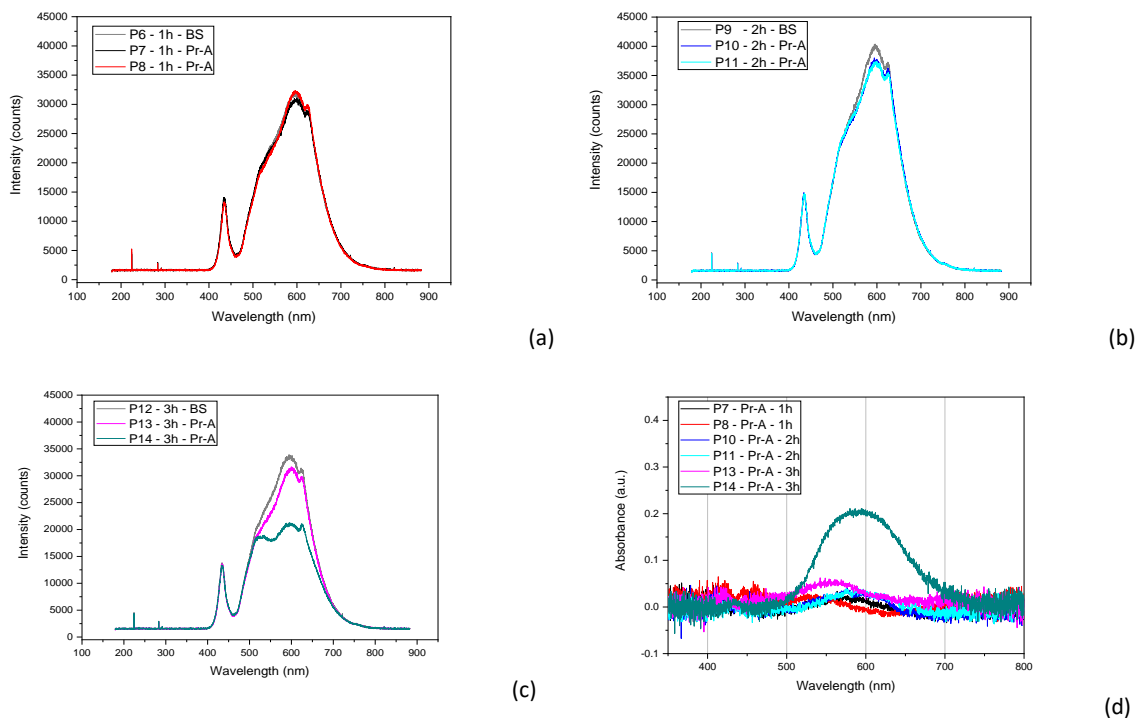 P6 - 1h - BS
P7 - 1h - Pr-A
P8 - 1h - Pr-A
45000
40000
35000
30000
25000
20000
15000
10000
5000
0
Intensity (counts)
100 200 300 400 500 600 700 800 900
Wavelength (nm)
(a)
P9 - 2h - BS
P10 - 2h - Pr-A
P11 - 2h - Pr-A
45000
40000
35000
30000
25000
20000
15000
10000
5000
0
Intensity (counts)
100 200 300 400 500 600 700 800 900
Wavelength (nm)
(b)
P12 - 3h - BS
P13 - 3h - Pr-A
P14 - 3h - Pr-A
45000
40000
35000
30000
25000
20000
15000
10000
5000
0
Intensity (counts)
100 200 300 400 500 600 700 800 900
Wavelength (nm)
(c)
P7 - Pr-A - 1h
P8 - Pr-A - 1h
P10 - Pr-A - 2h
P11 - Pr-A - 2h
P13 - Pr-A - 3h
P14 - Pr-A - 3h
0.4
0.3
0.2
0.1
0.0
-0.1
Absorbance (a.u.)
400 500 600 700 800
Wavelength (nm)
(d)